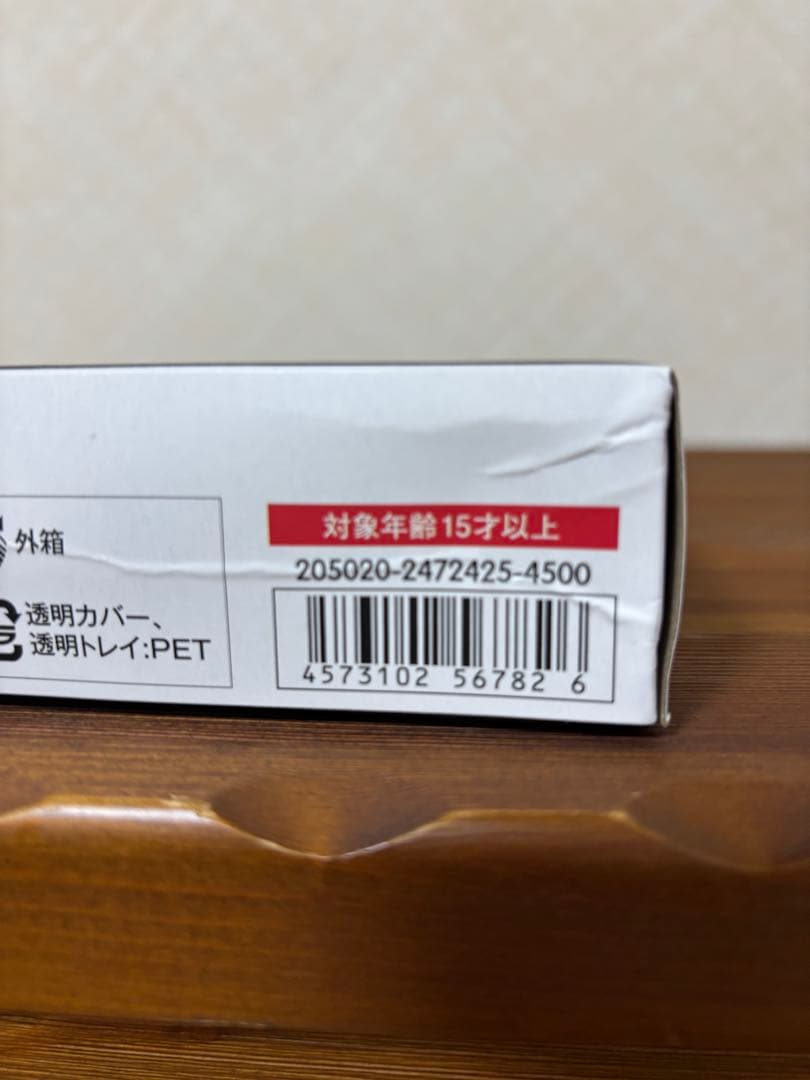 外箱
透明カバー、
透明トレイ:PET
対象年齢15才以上
205020-2472425-4500
4573102 56782 6